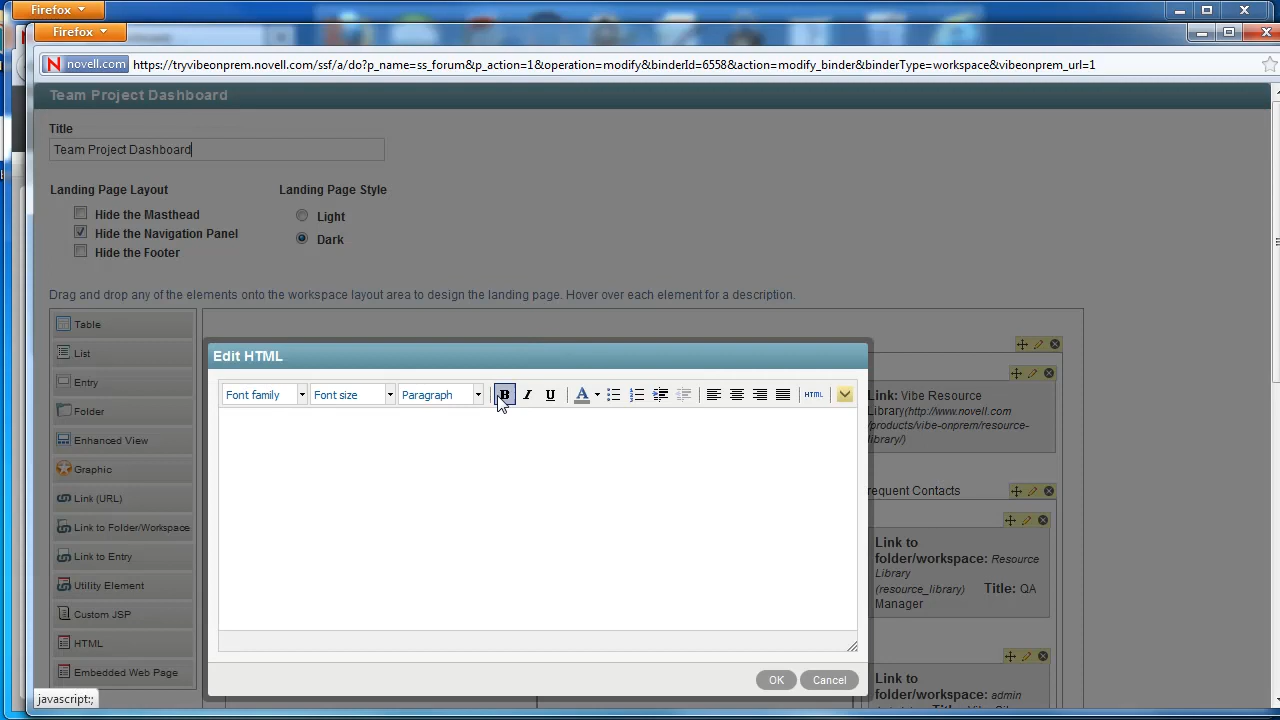 Firefox
Firefox
novell.com https://tryvibeonprem.novell.com/ssf/a/do?p_name=ss_forum&p_action=1&operation=modify&binderId=6558&action=modify_binder&binderType=workspace&vibeonprem_url=1
Team Project Dashboard
Title
Team Project Dashboard
Landing Page Layout
Landing Page Style
Hide the Masthead
Hide the Navigation Panel
Hide the Footer
Light
Dark
Drag and drop any of the elements onto the workspace layout area to design the landing page. Hover over each element for a description.
Table
List
Entry
Folder
Enhanced View
Graphic
Link (URL)
Link to Folder/Workspace
Link to Entry
Utility Element
Custom JSP
HTML
Embedded Web Page
Edit HTML
Font family
Font size
Paragraph
B
I
U
A
HTML
OK
Cancel
Link: Vibe Resource
Library(http://www.novell.com
/products/vibe-onprem/resource-
library/)
requent Contacts
Link to
folder/workspace: Resource
Library
(resource_library) Title: QA
Manager
Link to
folder/workspace: admin
javascript:;